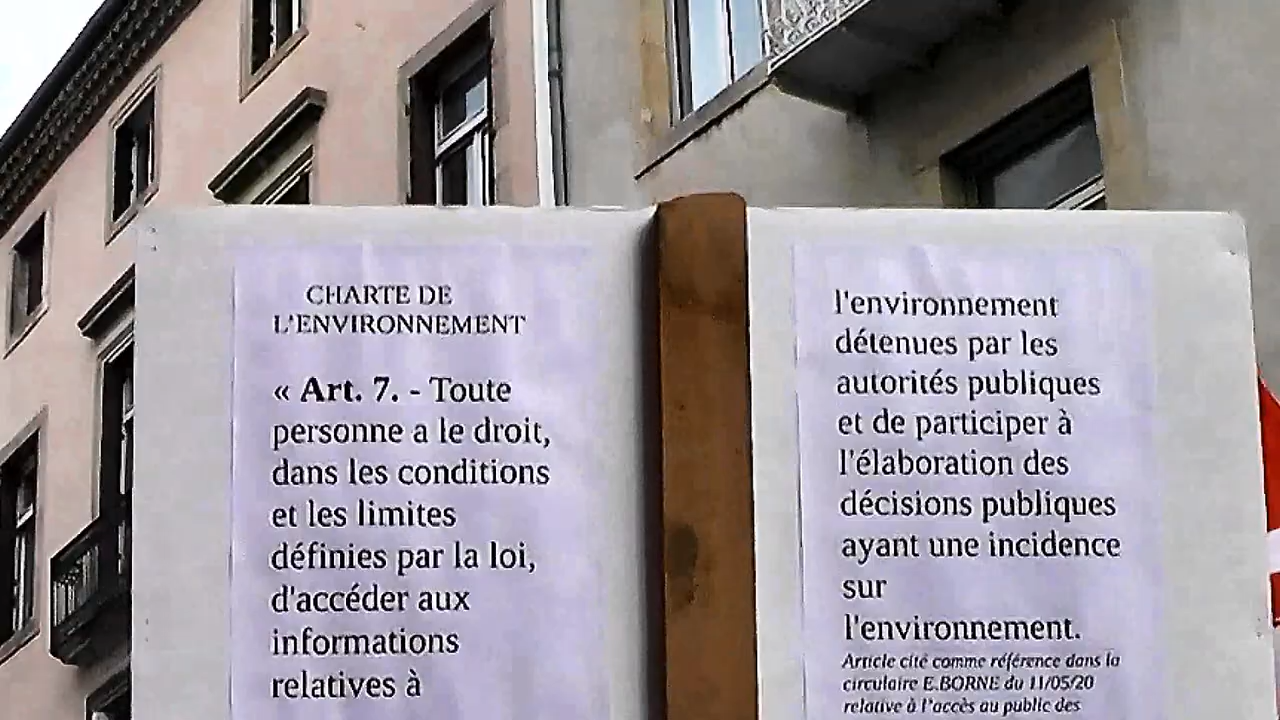 CHARTE DE
L'ENVIRONNEMENT
« Art. 7. - Toute
personne a le droit,
dans les conditions
et les limites
définies par la loi,
d'accéder aux
informations
relatives à
l'environnement
détenues par les
autorités publiques
et de participer à
l'élaboration des
décisions publiques
ayant une incidence
sur
l'environnement.
Article cité comme référence dans la
circulaire E.BORNE du 11/05/20
relative à l'accès au public des